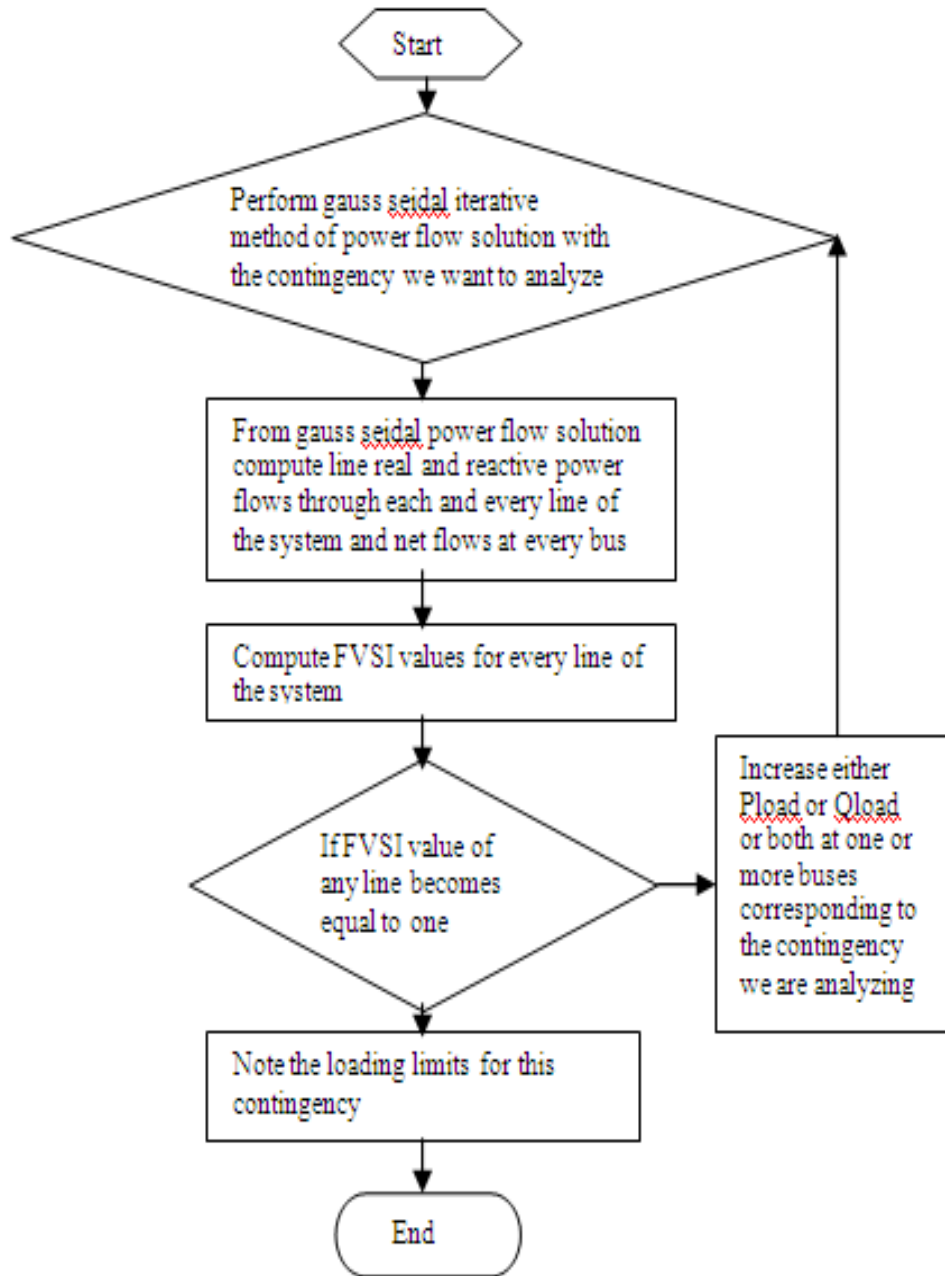 Start
Perform gauss seidal iterative
method of power flow solution with
the contingency we want to analyze
From gauss seidal power flow solution
compute line real and reactive power
flows through each and every line of
the system and net flows at every bus
Compute FVSI values for every line of
the system
If FVSI value of
any line becomes
equal to one
Increase either
Pload or Qload
or both at one or
more buses
corresponding to
the contingency
we are analyzing
Note the loading limits for this
contingency
End